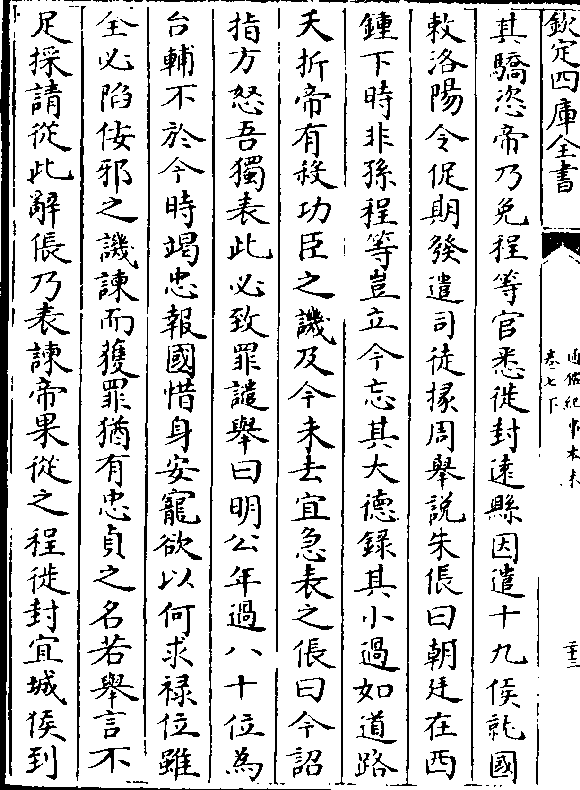 欽定四庫全書
通鑑紀事本末
卷七下
其驕恣帝乃免程等官悉徙封遠縣因遣十九侯就國
敕洛陽令促期發遣司徒掾周舉説朱倀曰朝廷在西
鍾下時非孫程等豈立今忘其大德録其小過如道路
夭折帝有殺功臣之譏及今未去宜急表之倀曰今詔
指方怒吾獨表此必致罪譴舉曰明公年過八十位為
台輔不於今時竭忠報國惜身安寵欲以何求禄位雖
全必陷佞邪之譏諫而獲罪猶有忠貞之名若舉言不
足採請從此辭倀乃表諫帝果從之程徙封宜城侯到